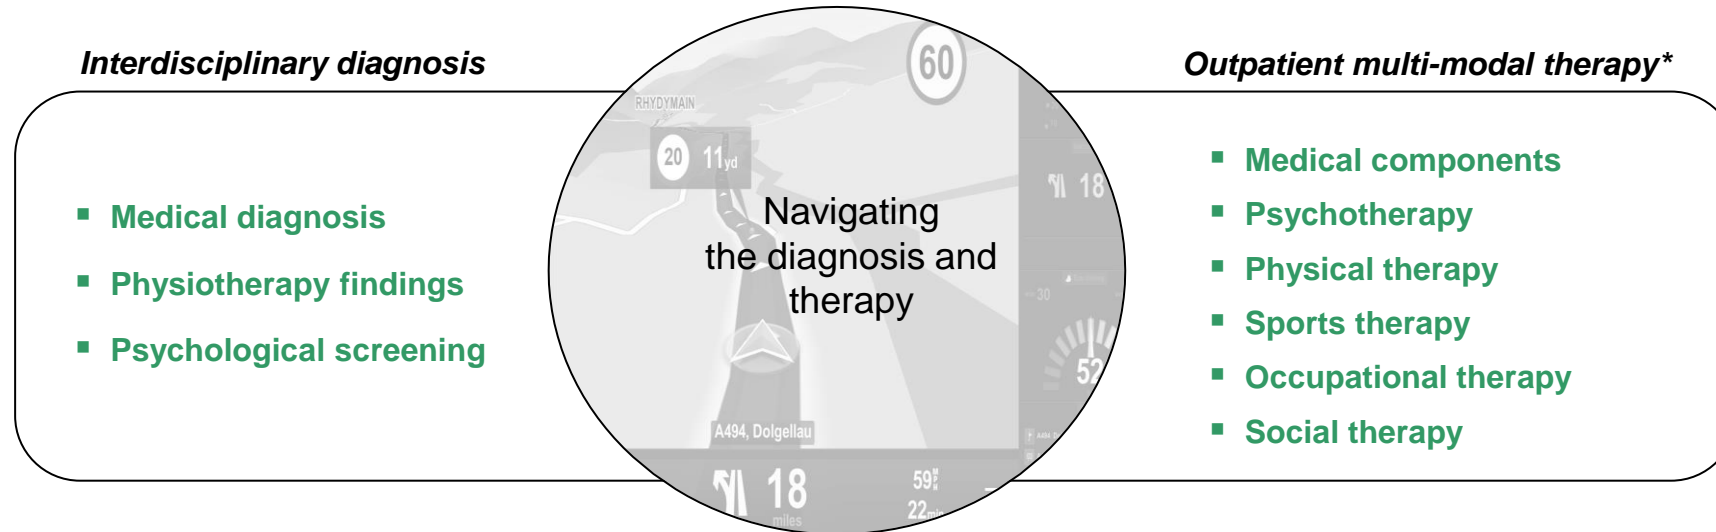 Interdisciplinary diagnosis
Medical diagnosis
Physiotherapy findings
Psychological screening
60
RHYDYMAIN
20 11yd
Navigating
the diagnosis and
therapy
18
30
52
A494, Dolgellau
18
miles
59
22min
Outpatient multi-modal therapy*
Medical components
Psychotherapy
Physical therapy
Sports therapy
Occupational therapy
Social therapy